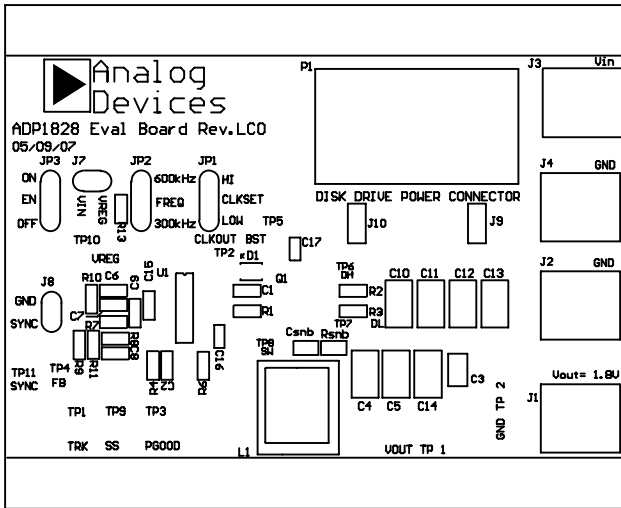 Analog
Devices
ADP1828 Eval Board Rev.LCO
05/09/07
P1
J3
Vin
JP3
J7
JP2
JP1
ON
600kHz
HI
EN
FREQ
CLKSET
OFF
VIN
VREG
R13
300kHz
LOW
TP5
J4
GND
DISK DRIVE POWER CONNECTOR
J10
J9
TP10
CLKOUT
BST
TP2
D1
C17
VREG
Q1
TP6
DH
C10
C11
C12
C13
J2
GND
J8
R10
C6
C9
C15
U1
C1
R2
GND
SYNC
C7
R7
R1
R3
TP7
DL
R8
C8
C16
TP8
SW
Csnb
Rsnb
TP11
SYNC
TP4
FB
R9
R11
R4
C2
R6
C3
Vout= 1.8V
C4
C5
C14
J1
TP1
TP9
TP3
GND TP 2
TRK
SS
PGOOD
L1
VOUT TP 1